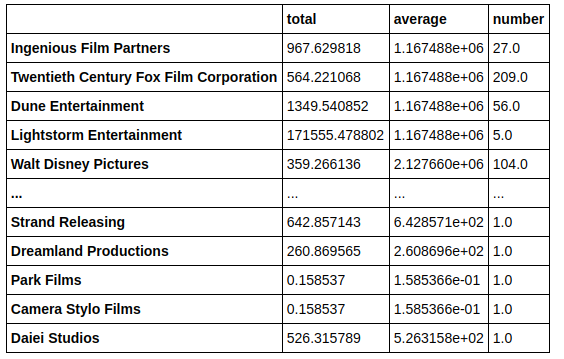 total average number
Ingenious Film Partners 967.629818 1.167488e+06 27.0
Twentieth Century Fox Film Corporation 564.221068 1.167488e+06 209.0
Dune Entertainment 1349.540852 1.167488e+06 56.0
Lightstorm Entertainment 171555.478802 1.167488e+06 5.0
Walt Disney Pictures 359.266136 2.127660e+06 104.0
... ... ... ...
Strand Releasing 642.857143 6.428571e+02 1.0
Dreamland Productions 260.869565 2.608696e+02 1.0
Park Films 0.158537 1.585366e-01 1.0
Camera Stylo Films 0.158537 1.585366e-01 1.0
Daiei Studios 526.315789 5.263158e+02 1.0